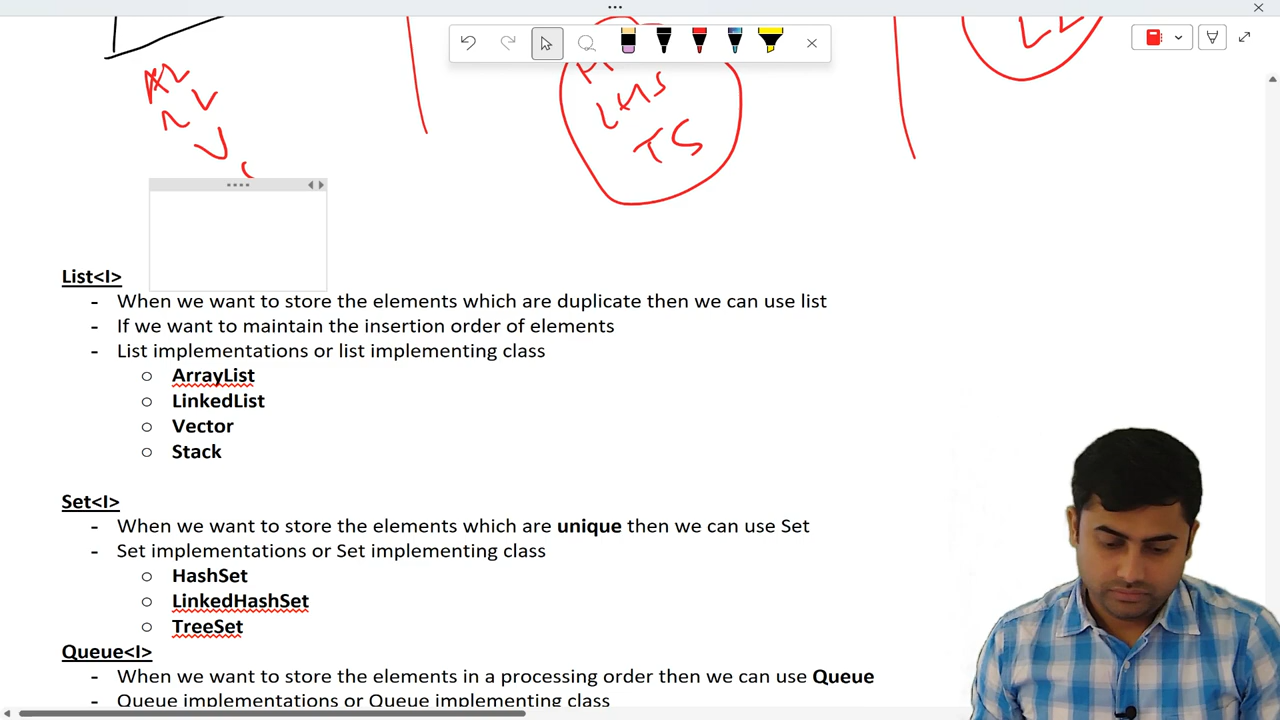 LMS
TS
List<I>
- When we want to store the elements which are duplicate then we can use list
- If we want to maintain the insertion order of elements
- List implementations or list implementing class
o ArrayList
o LinkedList
o Vector
o Stack
Set<I>
- When we want to store the elements which are unique then we can use Set
- Set implementations or Set implementing class
o HashSet
o LinkedHashSet
o TreeSet
Queue<I>
- When we want to store the elements in a processing order then we can use Queue
- Queue implementations or Queue implementing class